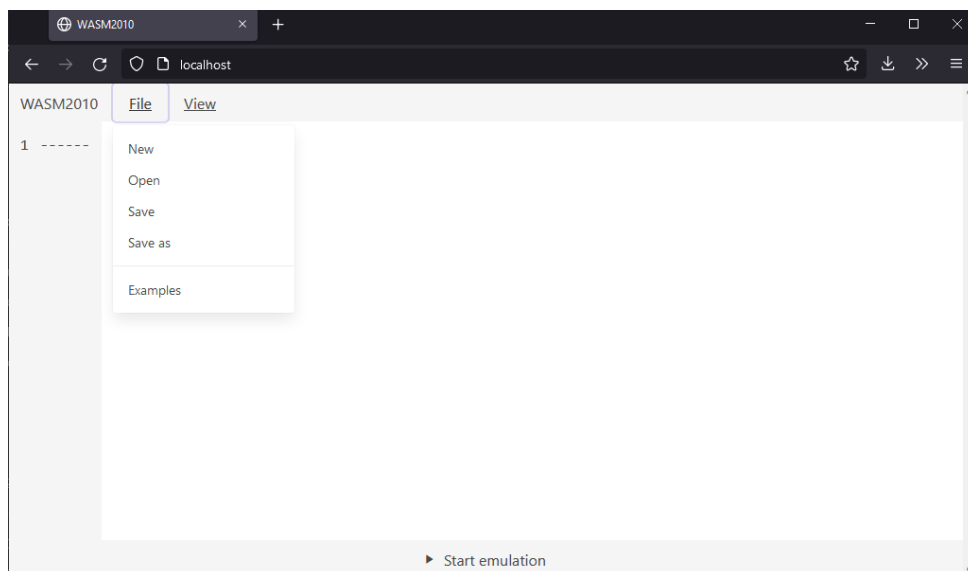 WASM2010
localhost
WASM2010 File View
1 ------
New
Open
Save
Save as
Examples
Start emulation